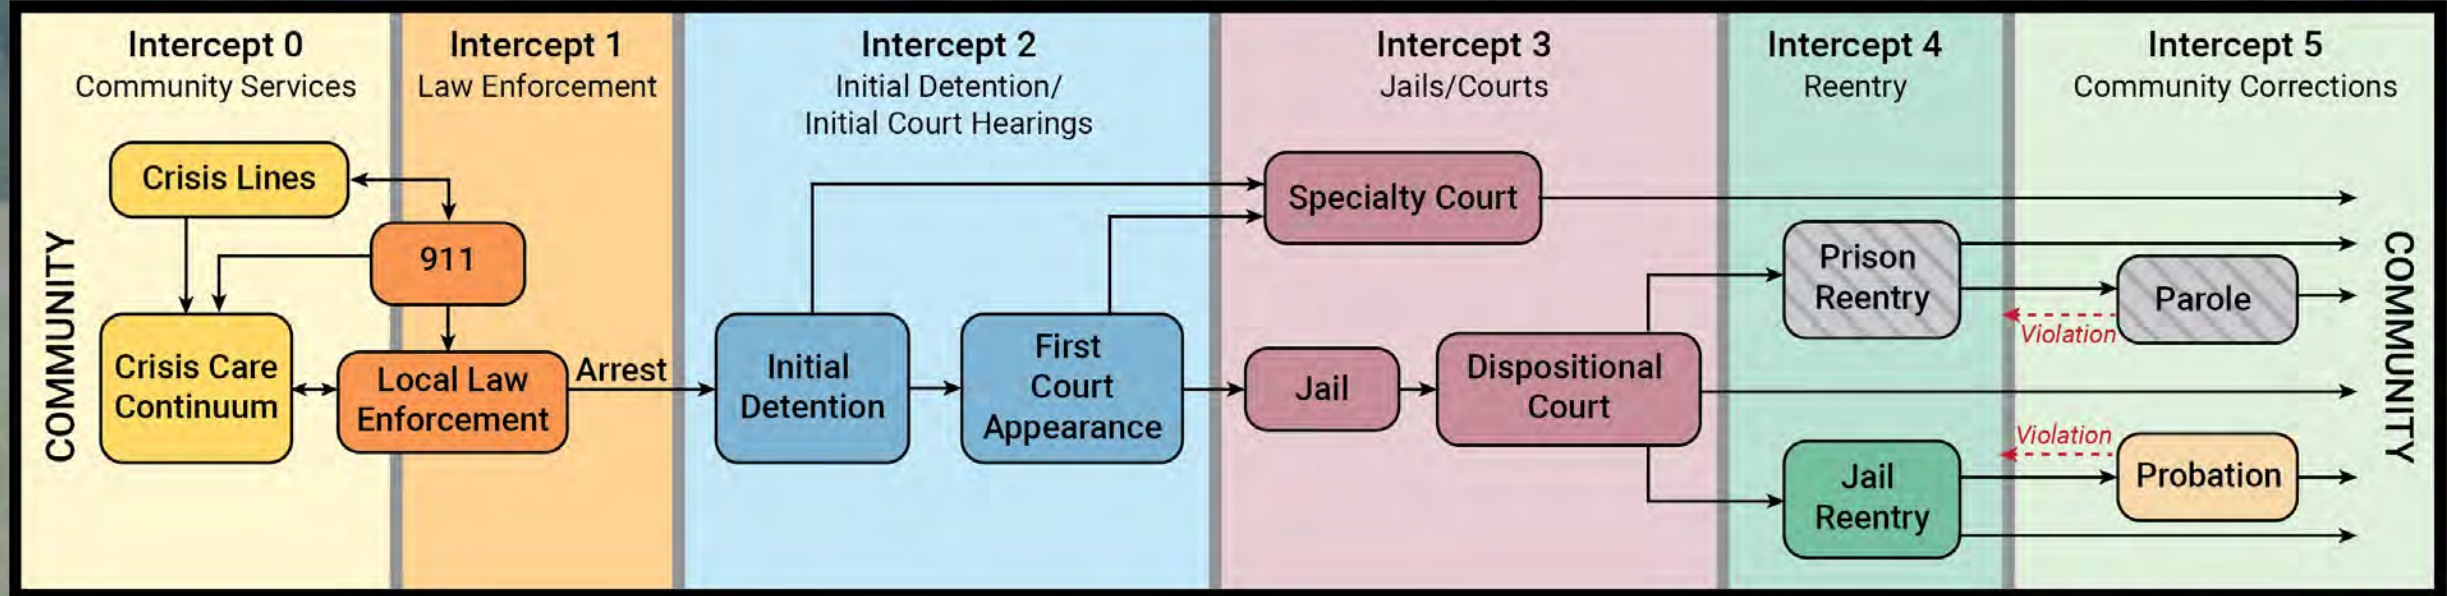 Intercept 0
Community Services
Intercept 1
Law Enforcement
Intercept 2
Initial Detention/
Initial Court Hearings
Intercept 3
Jails/Courts
Intercept 4
Reentry
Intercept 5
Community Corrections
COMMUNITY
Crisis Lines
911
Crisis Care
Continuum
Local Law
Enforcement
Arrest
Initial
Detention
First
Court
Appearance
Specialty Court
Jail
Dispositional
Court
Prison
Reentry
Jail
Reentry
Parole
Violation
Violation
Probation
COMMUNITY